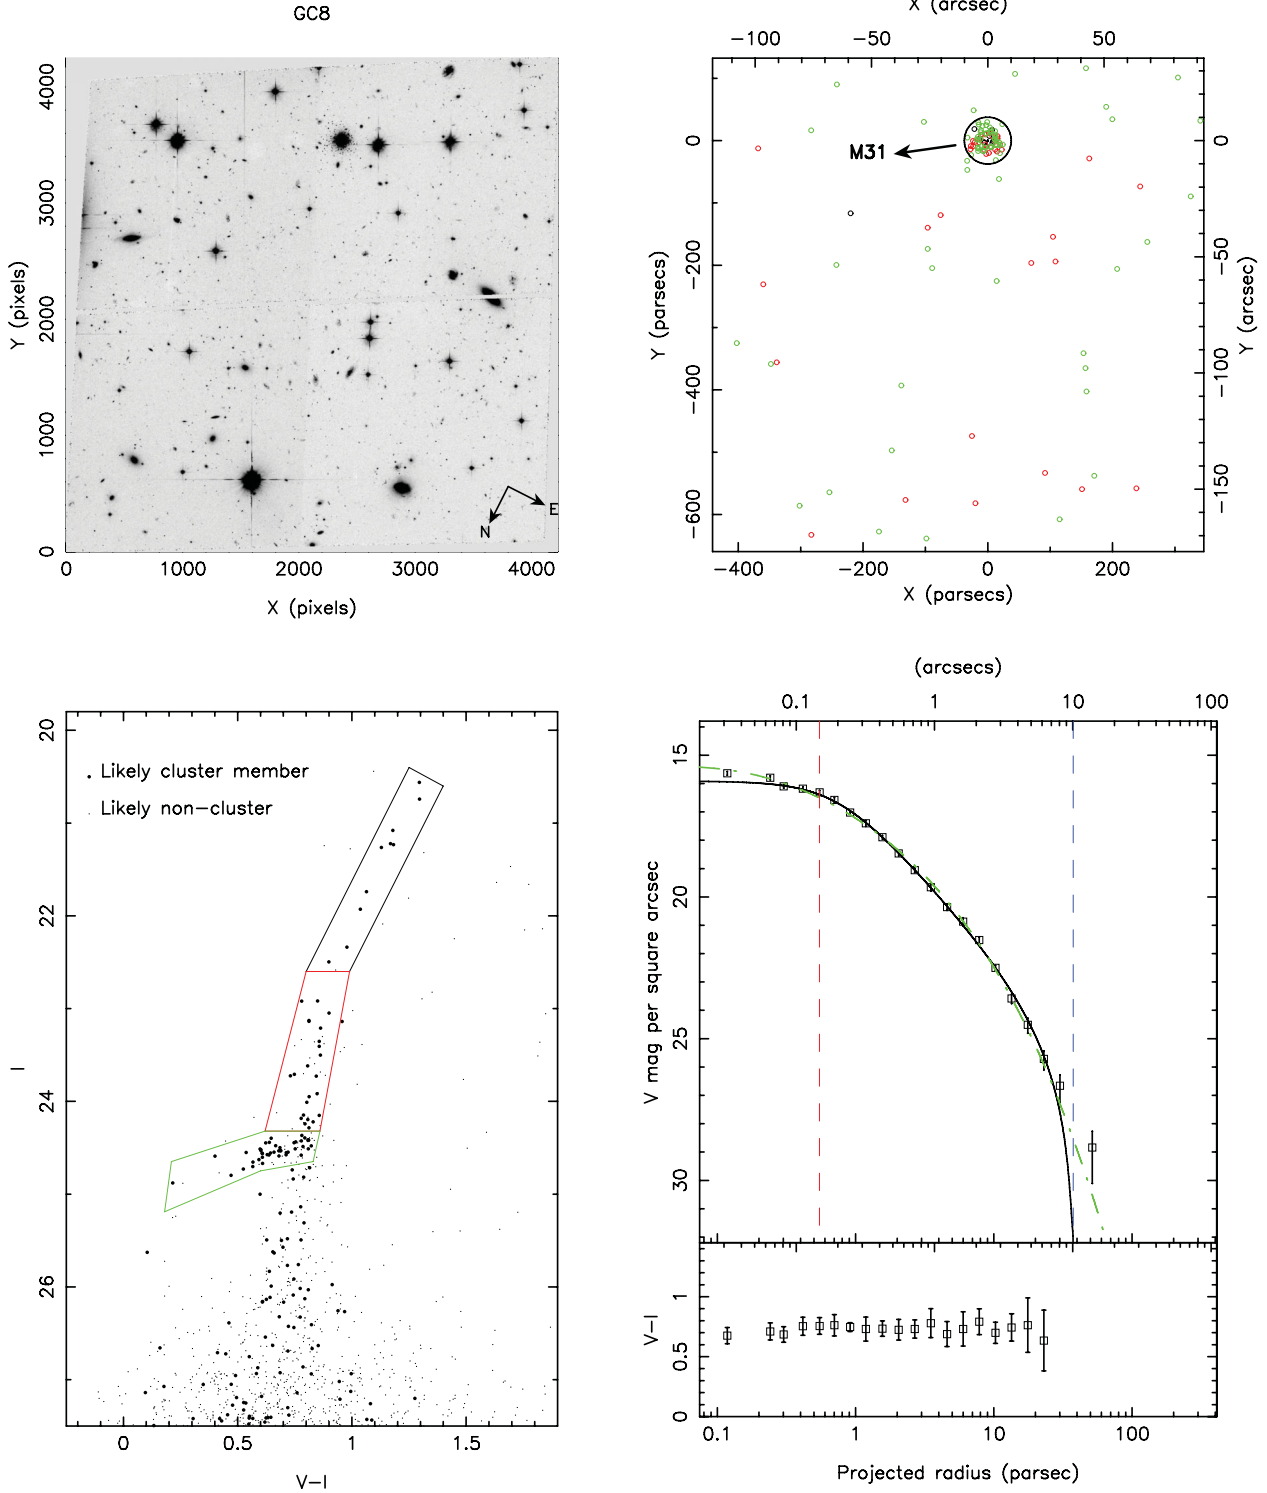 GC8
4000
3000
2000
1000
0
Y (pixels)
N
E
0 1000 2000 3000 4000
X (pixels)
X (arcsec)
−100 −50 0 50
0
−200
−400
−600
Y (parsecs)
M31
0
−50
−100
−150
Y (arcsec)
−400 −200 0 200
X (parsecs)
20
22
24
26
I
Likely cluster member
Likely non−cluster
0 0.5 1 1.5
V−I
(arcsecs)
0.1 1 10 100
15
20
25
30
V mag per square arcsec
1
0.5
0
V−I
0.1 1 10 100
Projected radius (parsec)